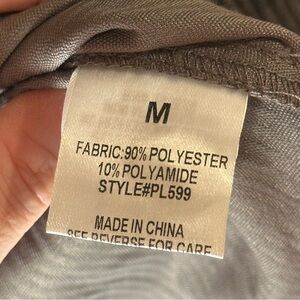 M
FABRIC:90% POLYESTER
10% POLYAMIDE
STYLE#PL599
MADE IN CHINA
SEE REVERSE FOR CARE